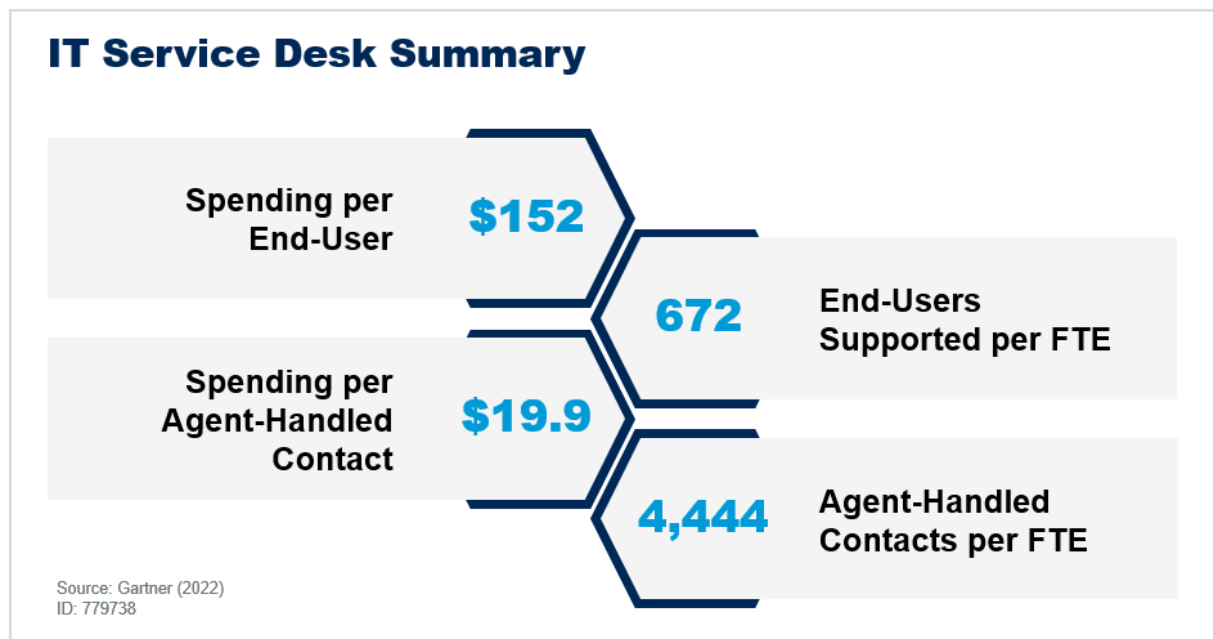 IT Service Desk Summary
Spending per
End-User
$152
672
End-Users
Supported per FTE
Spending per
Agent-Handled
Contact
$19.9
4,444
Agent-Handled
Contacts per FTE
Source: Gartner (2022)
ID: 779738